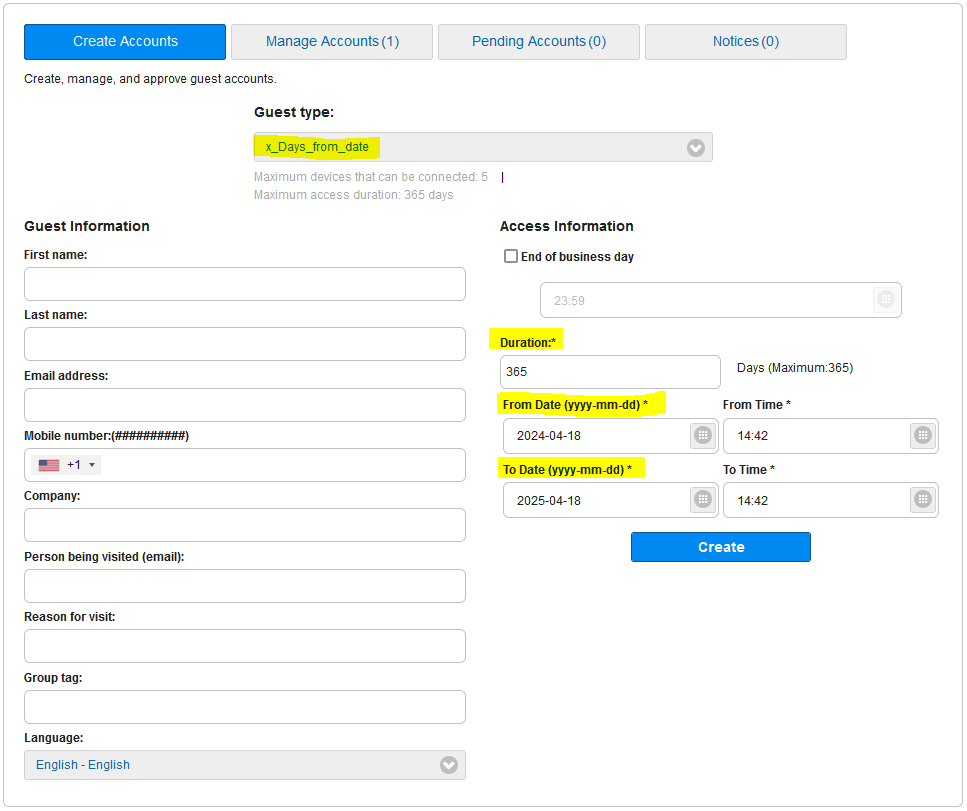 Create Accounts
Manage Accounts (1)
Pending Accounts (0)
Notices (0)
Create, manage, and approve guest accounts.
Guest type:
x_Days_from_date
Maximum devices that can be connected: 5
Maximum access duration: 365 days
Guest Information
First name:
Last name:
Email address:
Mobile number:(##########)
+1
Company:
Person being visited (email):
Reason for visit:
Group tag:
Language:
English - English
Access Information
End of business day
23:59
Duration:*
365
Days (Maximum:365)
From Date (yyyy-mm-dd) *
From Time *
2024-04-18
14:42
To Date (yyyy-mm-dd) *
To Time *
2025-04-18
14:42
Create